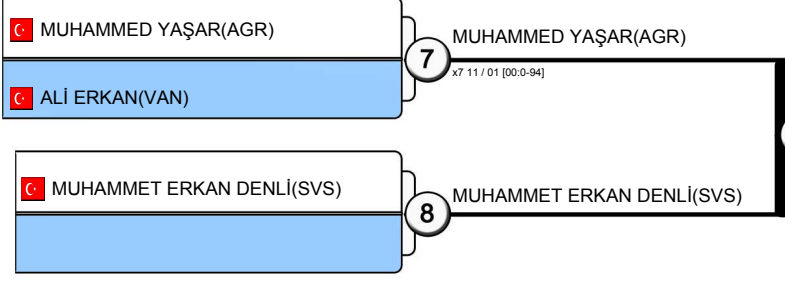 MUHAMMED YAŞAR(AGR)
ALİ ERKAN(VAN)
7
MUHAMMED YAŞAR(AGR)
x7 11 / 01 [00:0-94]
MUHAMMET ERKAN DENLİ(SVS)
8
MUHAMMET ERKAN DENLİ(SVS)